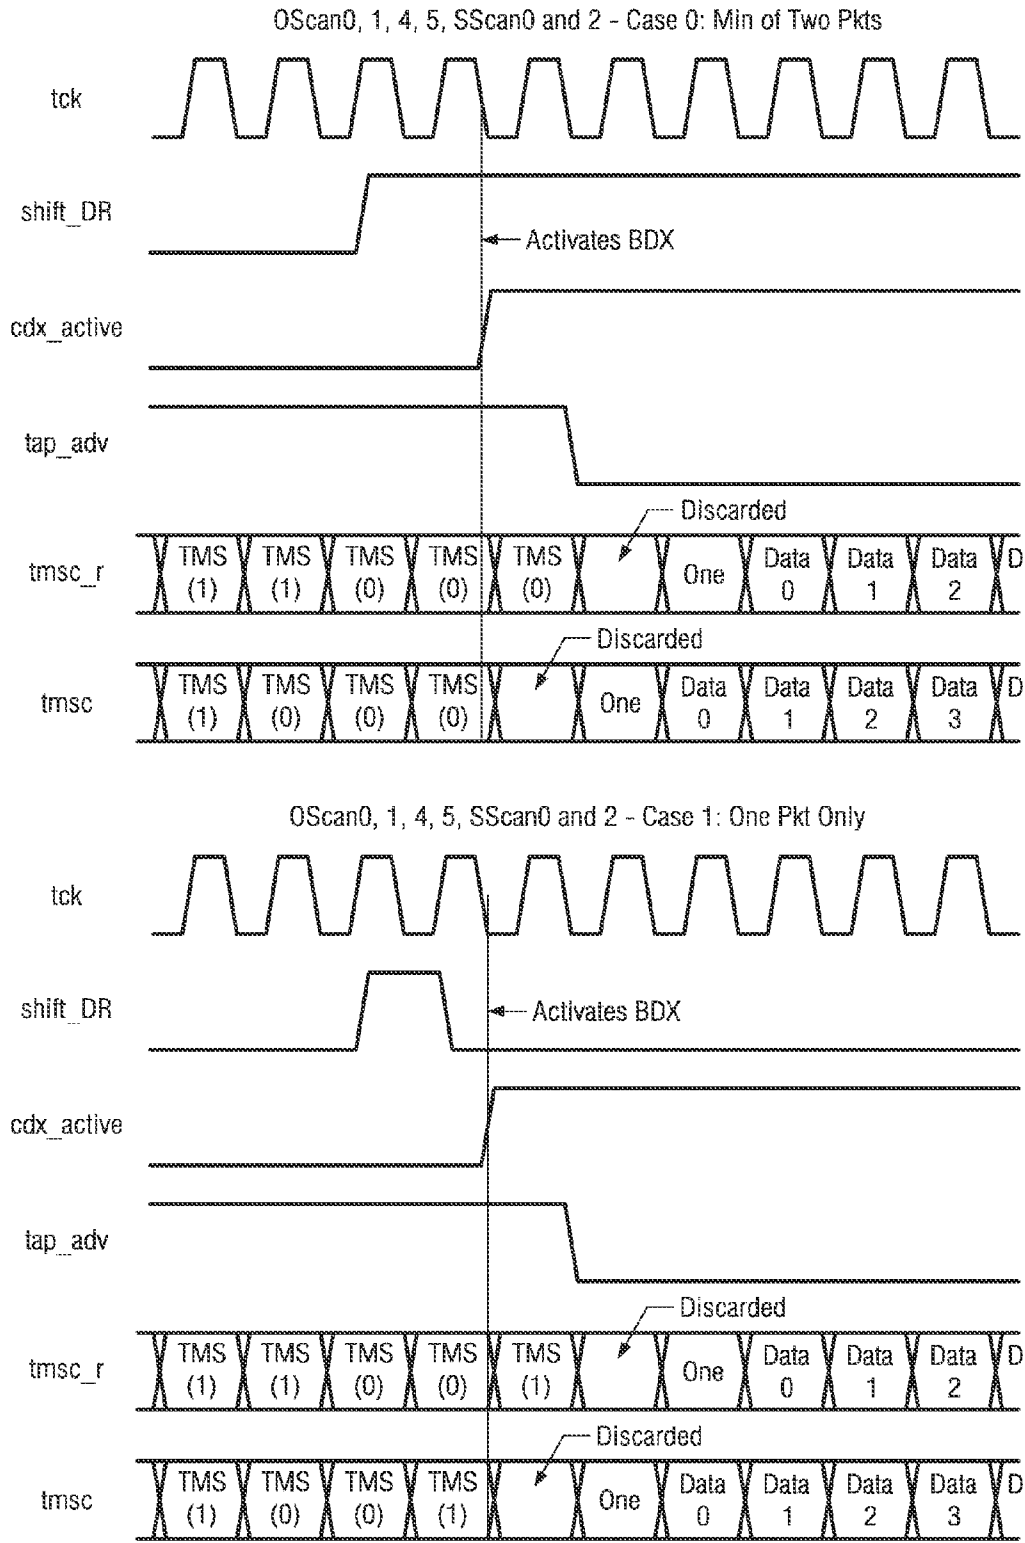 OScan0, 1, 4, 5, SScan0 and 2 - Case 0: Min of Two Pkts
tck
shift_DR
Activates BDX
cdx_active
tap_adv
Discarded
tmsc_r
TMS (1) TMS (1) TMS (0) TMS (0) TMS (0) One Data 0 Data 1 Data 2 D
Discarded
tmsc
TMS (1) TMS (0) TMS (0) TMS (0) One Data 0 Data 1 Data 2 Data 3 D
OScan0, 1, 4, 5, SScan0 and 2 - Case 1: One Pkt Only
tck
shift_DR
Activates BDX
cdx_active
tap_adv
Discarded
tmsc_r
TMS (1) TMS (1) TMS (0) TMS (0) TMS (1) One Data 0 Data 1 Data 2 D
Discarded
tmsc
TMS (1) TMS (0) TMS (0) TMS (1) One Data 0 Data 1 Data 2 Data 3 D